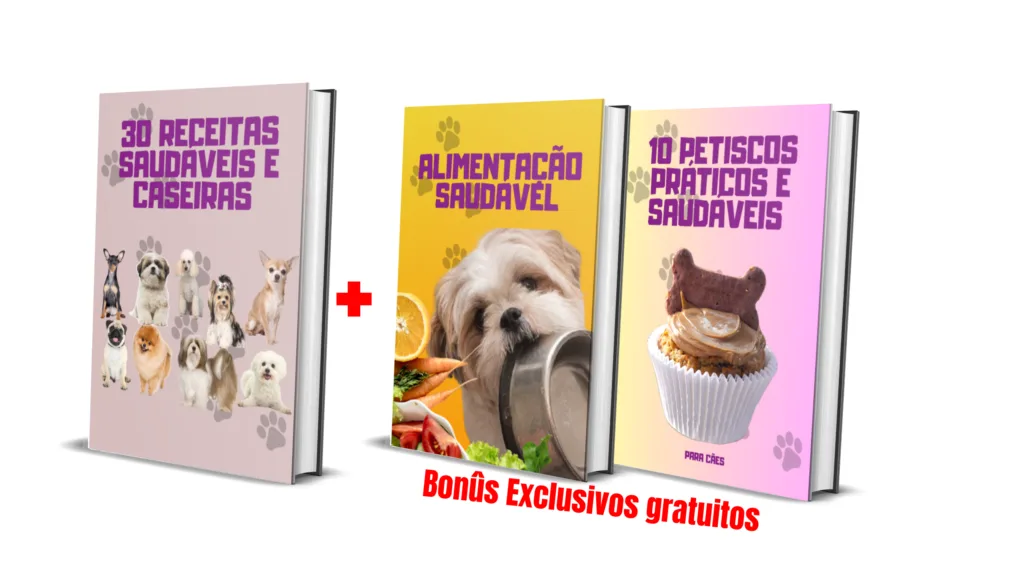 30 RECEITAS
SAUDÁVEIS E
CASEIRAS
+
ALIMENTAÇÃO
SAUDÁVEL
10 PETISCOS
PRÁTICOS E
SAUDÁVEIS
PARA CÃES
Bonûs Exclusivos gratuitos